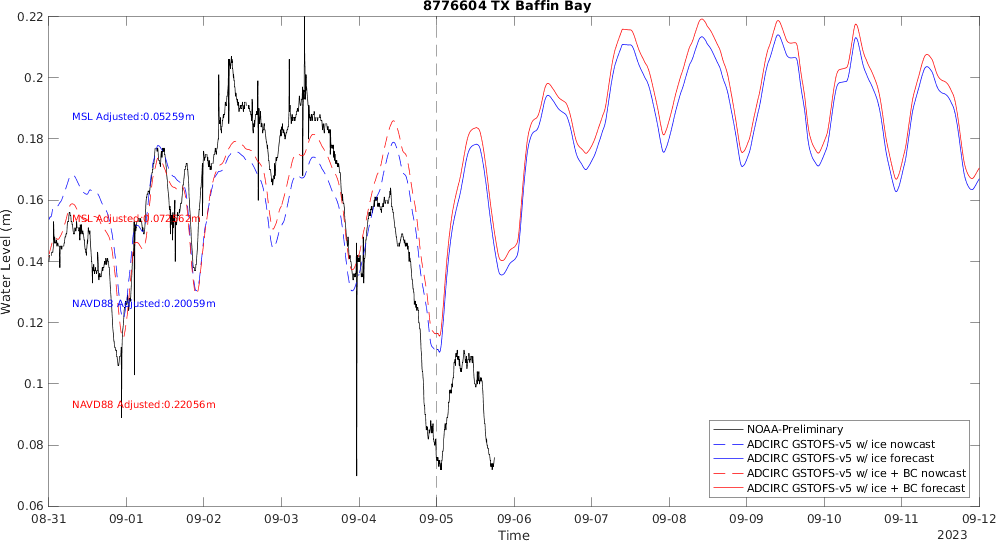 8776604 TX Baffin Bay
0.22
0.2
0.18
0.16
0.14
0.12
0.1
0.08
0.06
Water Level (m)
MSL Adjusted:0.05259m
NAVD88 Adjusted:0.20059m
NAVD88 Adjusted:0.22056m
NOAA-Preliminary
ADCIRC GSTOFS-v5 w/ ice nowcast
ADCIRC GSTOFS-v5 w/ ice forecast
ADCIRC GSTOFS-v5 w/ ice + BC nowcast
ADCIRC GSTOFS-v5 w/ ice + BC forecast
08-31 09-01 09-02 09-03 09-04 09-05 09-06 09-07 09-08 09-09 09-10 09-11 09-12
Time
2023